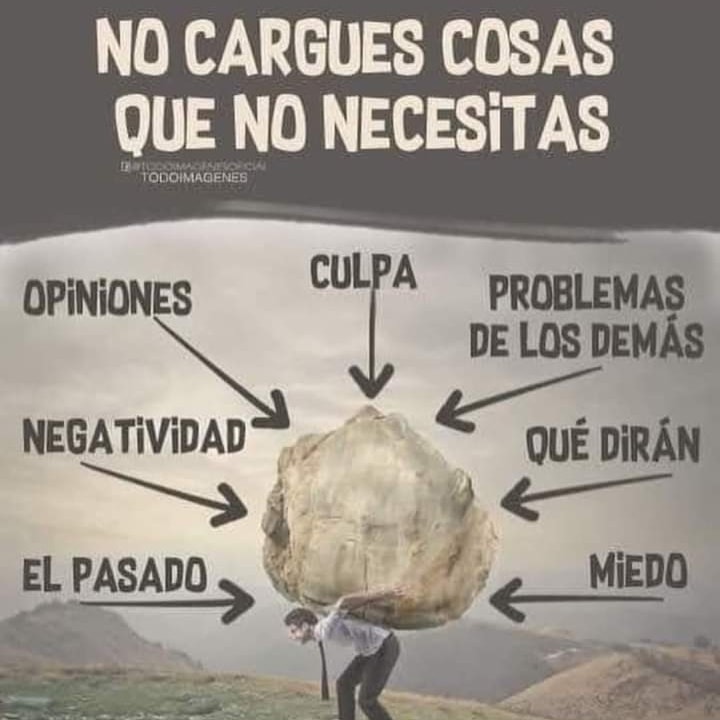 NO CARGUES COSAS
QUE NO NECESiTAS
TODOIMAGENES
CULPA
OPiNiONES
PROBLEMAS
DE LOS DEMÁS
NEGATiViDAD
QUÉ DiRÁN
EL PASADO
MiEDO